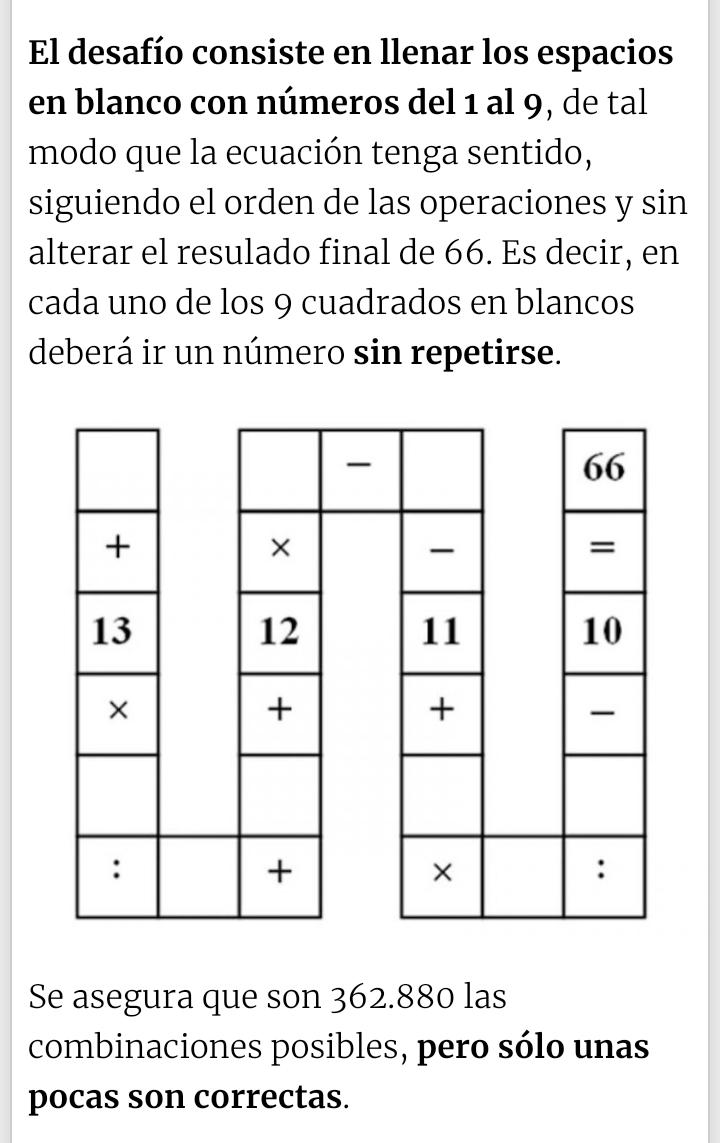 El desafío consiste en llenar los espacios
en blanco con números del 1 al 9, de tal
modo que la ecuación tenga sentido,
siguiendo el orden de las operaciones y sin
alterar el resulado final de 66. Es decir, en
cada uno de los 9 cuadrados en blancos
deberá ir un número sin repetirse.
− 66
+ × − =
13 12 11 10
× + + −
: + × :
Se asegura que son 362.880 las
combinaciones posibles, pero sólo unas
pocas son correctas.